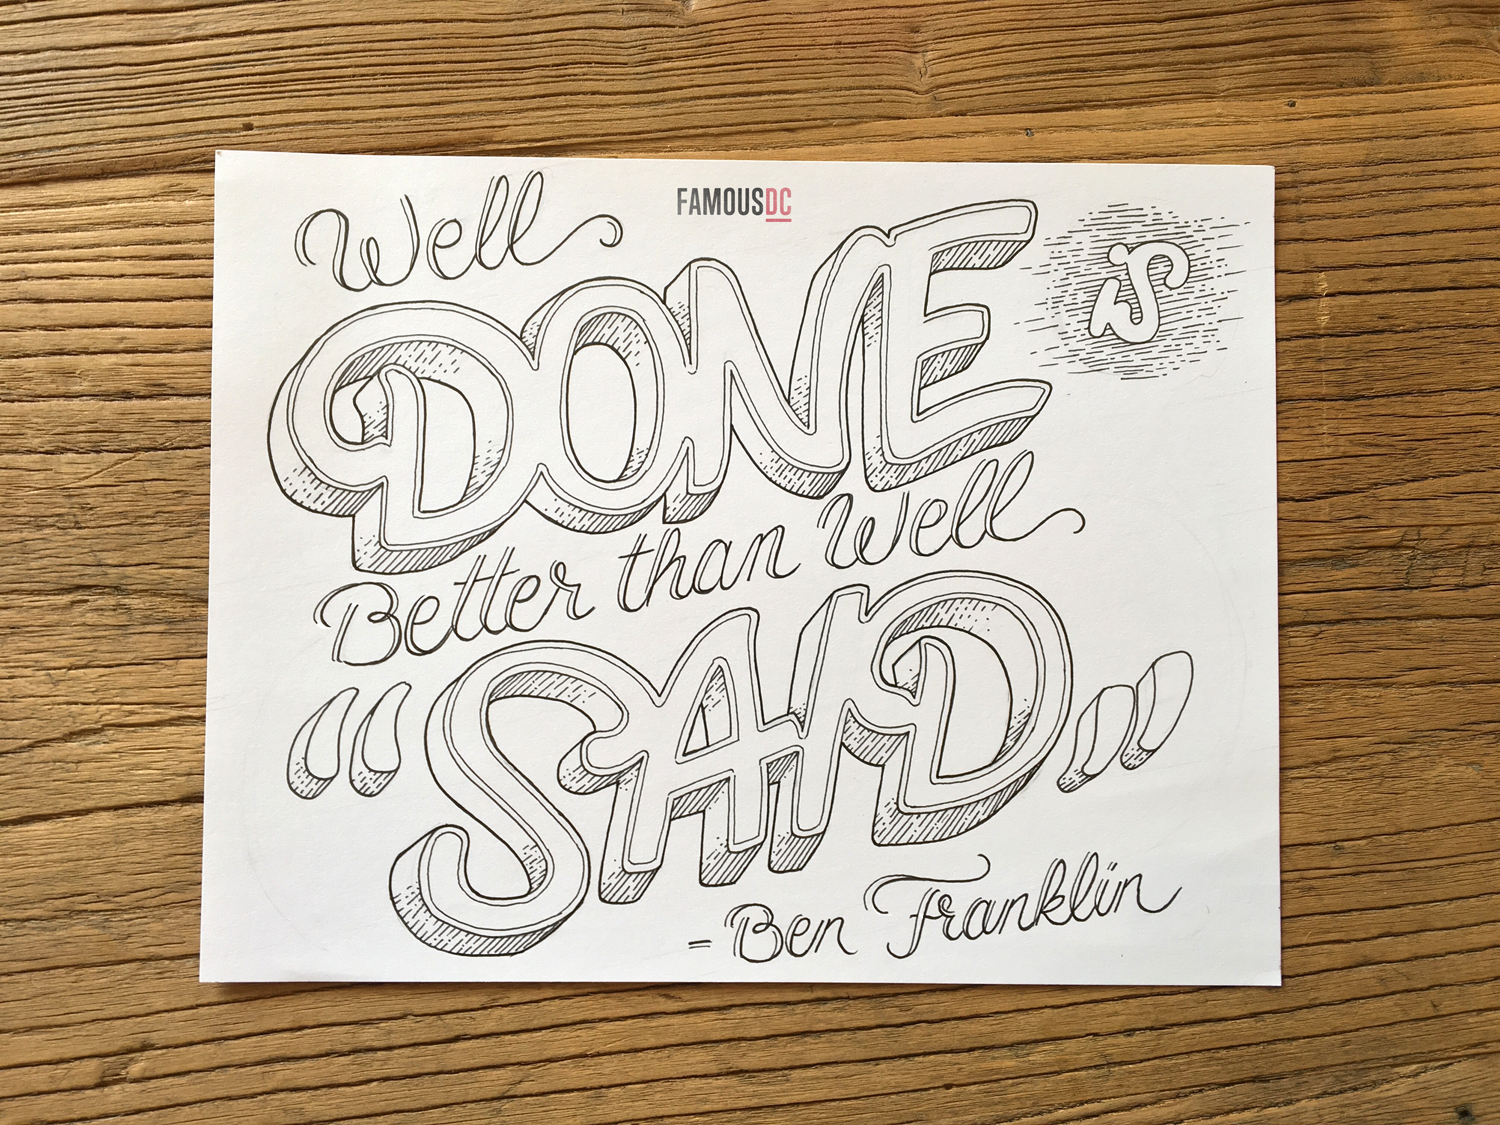 FAMOUSDC
Well
DONE is
Better than Well
“SAID”
- Ben Franklin